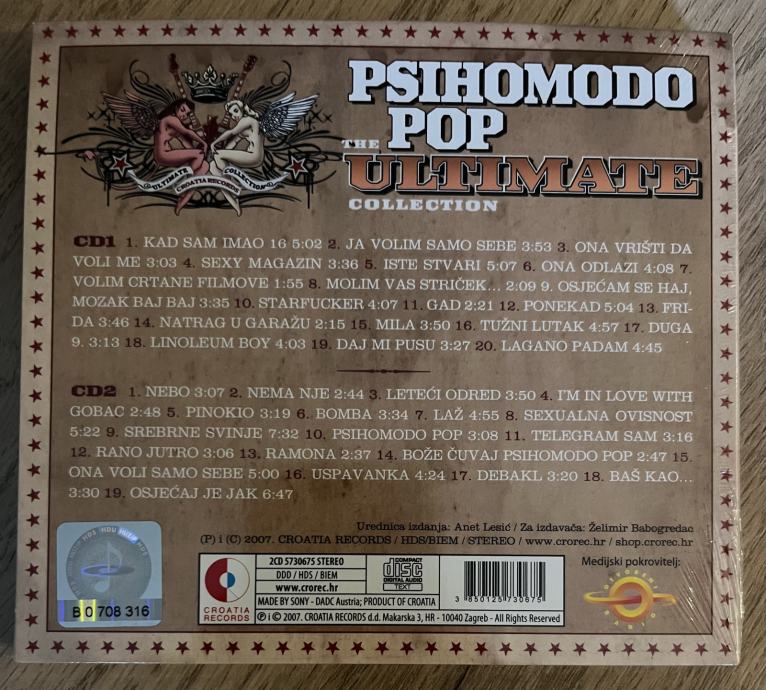 PSIHOMODO
POP
THE
ULTIMATE
COLLECTION
ULTIMATE COLLECTION
CROATIA RECORDS
CD1 1. KAD SAM IMAO 16 5:02 2. JA VOLIM SAMO SEBE 3:53 3. ONA VRIŠTI DA
VOLI ME 3:03 4. SEXY MAGAZIN 3:36 5. ISTE STVARI 5:07 6. ONA ODLAZI 4:08 7.
VOLIM CRTANE FILMOVE 1:55 8. MOLIM VAS STRIČEK... 2:09 9. OSJEĆAM SE HAJ,
MOZAK BAJ BAJ 3:35 10. STARFUCKER 4:07 11. GAD 2:21 12. PONEKAD 5:04 13. FRI-
DA 3:46 14. NATRAG U GARAŽU 2:15 15. MILA 3:50 16. TUŽNI LUTAK 4:57 17. DUGA
9. 3:13 18. LINOLEUM BOY 4:03 19. DAJ MI PUSU 3:27 20. LAGANO PADAM 4:45
CD2 1. NEBO 3:07 2. NEMA NJE 2:44 3. LETEĆI ODRED 3:50 4. I'M IN LOVE WITH
GOBAC 2:48 5. PINOKIO 3:19 6. BOMBA 3:34 7. LAŽ 4:55 8. SEXUALNA OVISNOST
5:22 9. SREBRNE SVINJE 7:32 10. PSIHOMODO POP 3:08 11. TELEGRAM SAM 3:16
12. RANO JUTRO 3:06 13. RAMONA 2:37 14. BOŽE ČUVAJ PSIHOMODO POP 2:47 15.
ONA VOLI SAMO SEBE 5:00 16. USPAVANKA 4:24 17. DEBAKL 3:20 18. BAŠ KAO...
3:30 19. OSJEĆAJ JE JAK 6:47
Urednica izdanja: Anet Lesić / Za izdavača: Želimir Babogredac
(P) i (C) 2007. CROATIA RECORDS / HDS/BIEM / STEREO / www.crorec.hr / shop.crorec.hr
HDS
B 0 708 316
CROATIA
RECORDS
2CD 5730675 STEREO
DDD / HDS / BIEM
www.crorec.hr
MADE BY SONY - DADC Austria; PRODUCT OF CROATIA
℗ i © 2007. CROATIA RECORDS d.d. Makarska 3, HR - 10040 Zagreb - All Rights Reserved
COMPACT
disc
DIGITAL AUDIO
TEXT
3 850125 730675
Medijski pokrovitelj: